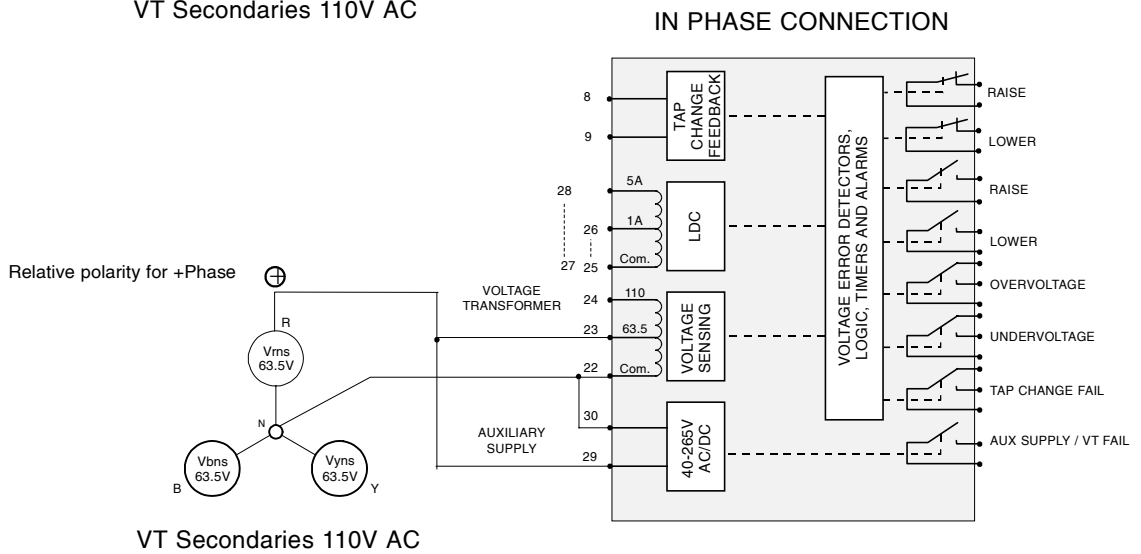 VT Secondaries 110V AC
IN PHASE CONNECTION
8
9
TAP
CHANGE
FEEDBACK
28
26
27
25
5A
1A
Com.
LDC
Relative polarity for +Phase
+
VOLTAGE
TRANSFORMER
24
23
22
110
63.5
Com.
VOLTAGE
SENSING
R
Vrns
63.5V
N
Vbns
63.5V
B
Vyns
63.5V
Y
AUXILIARY
SUPPLY
30
29
40-265V
AC/DC
VOLTAGE ERROR DETECTORS,
LOGIC, TIMERS AND ALARMS
RAISE
LOWER
RAISE
LOWER
OVERVOLTAGE
UNDERVOLTAGE
TAP CHANGE FAIL
AUX SUPPLY / VT FAIL
VT Secondaries 110V AC